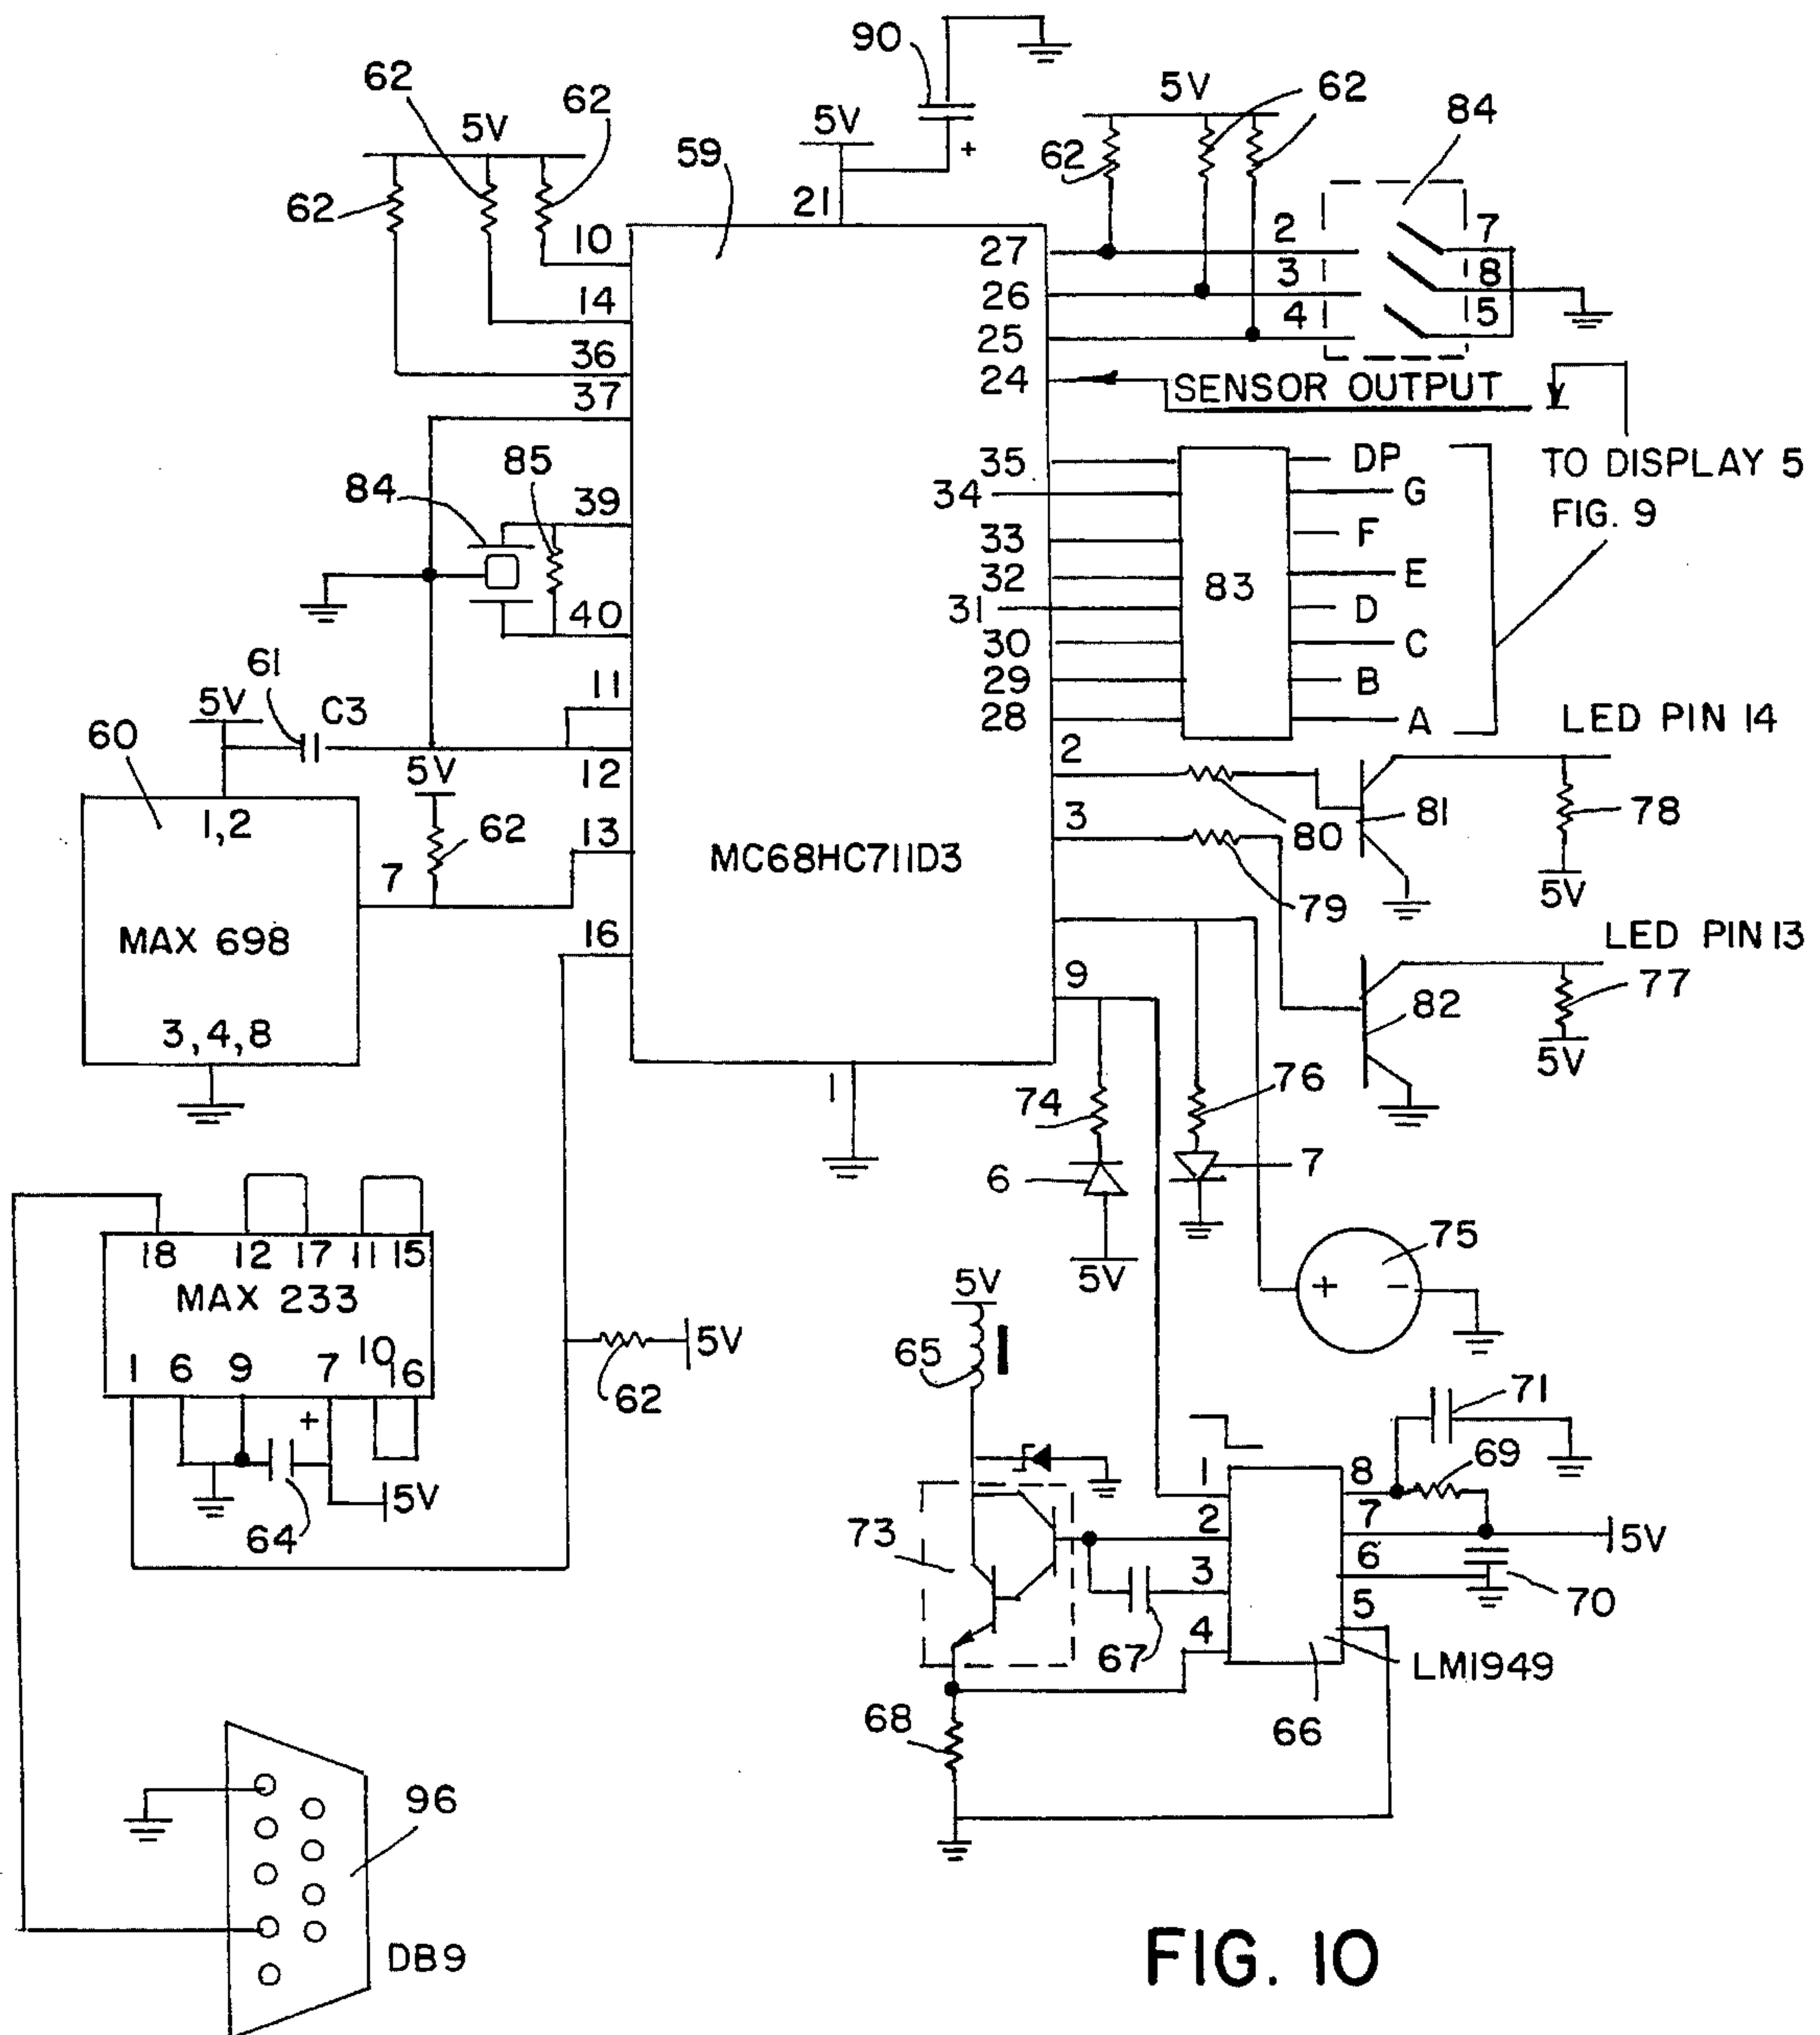 90
62
62
62
5V
62
10
14
36
37
59
5V
+
21
5V
62
62
84
27
26
25
24
2
3
4
7
8
5
SENSOR OUTPUT
TO DISPLAY 5
FIG. 9
84
85
39
40
35
34
33
32
31
30
29
28
83
DP
G
F
E
D
C
B
A
61
5V
C3
11
12
60
1,2
5V
62
7
13
MAX 698
3,4,8
16
MC68HC711D3
1
2
3
9
80
81
LED PIN 14
78
5V
79
LED PIN 13
82
77
5V
74
6
5V
76
7
75
+ -
18 12 17 11 15
MAX 233
1 6 9 7 10 16
+
5V
64
5V
62
5V
65
73
67
68
1
2
3
4
8
7
6
5
71
69
5V
70
LM1949
66
96
DB9
FIG. 10